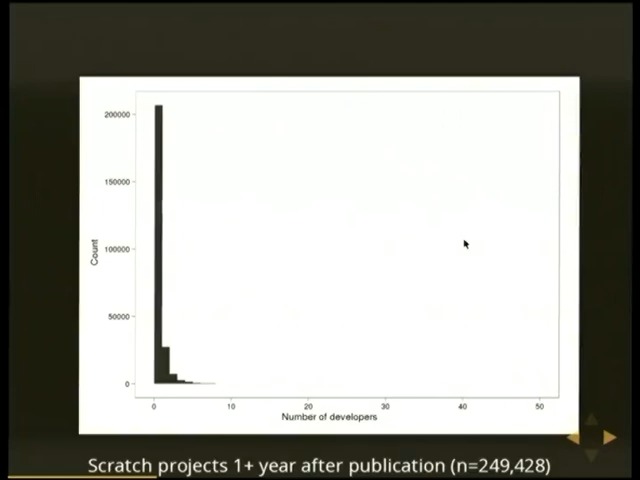 200000
150000
100000
50000
0
Count
0 10 20 30 40 50
Number of developers
Scratch projects 1+ year after publication (n=249,428)